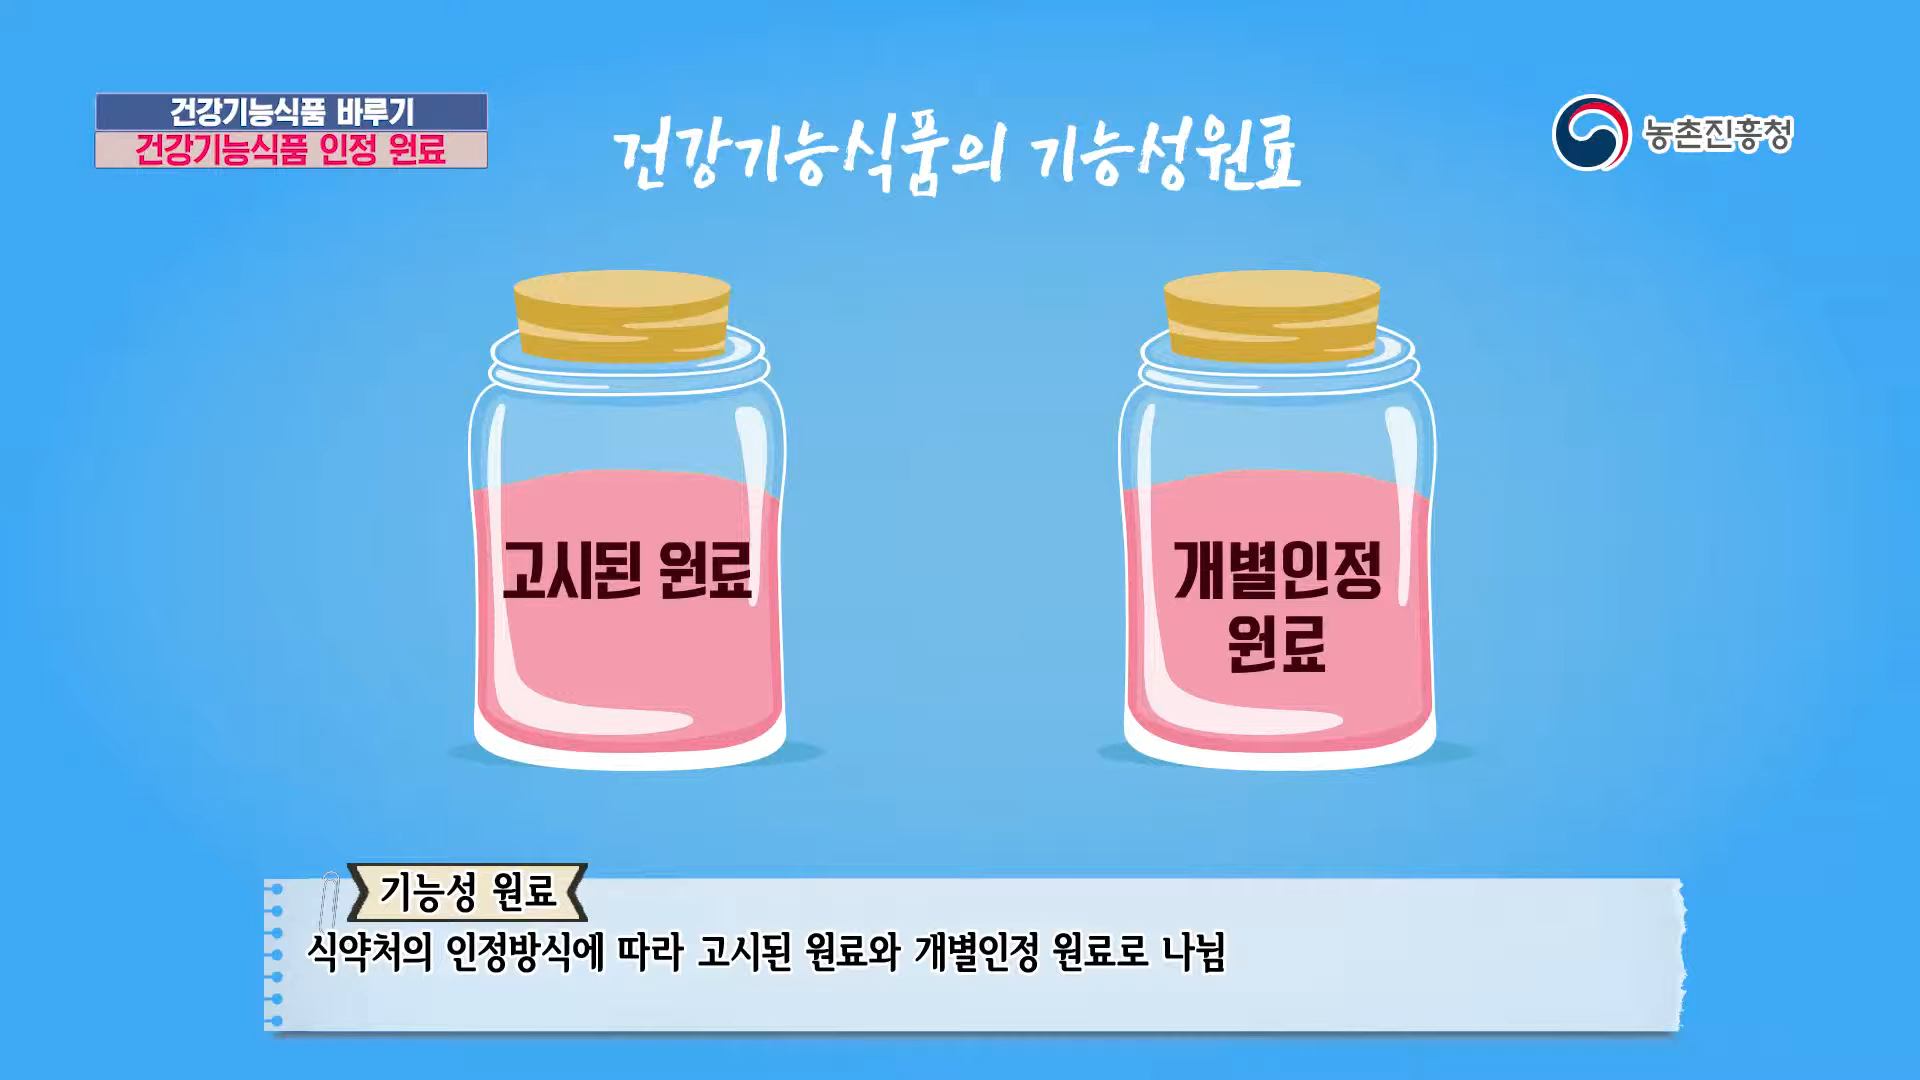 건강기능식품 바루기
건강기능식품 인정 원료
건강기능식품의 기능성원료
농촌진흥청
고시된 원료
개별인정
원료
기능성 원료
식약처의 인정방식에 따라 고시된 원료와 개별인정 원료로 나뉨